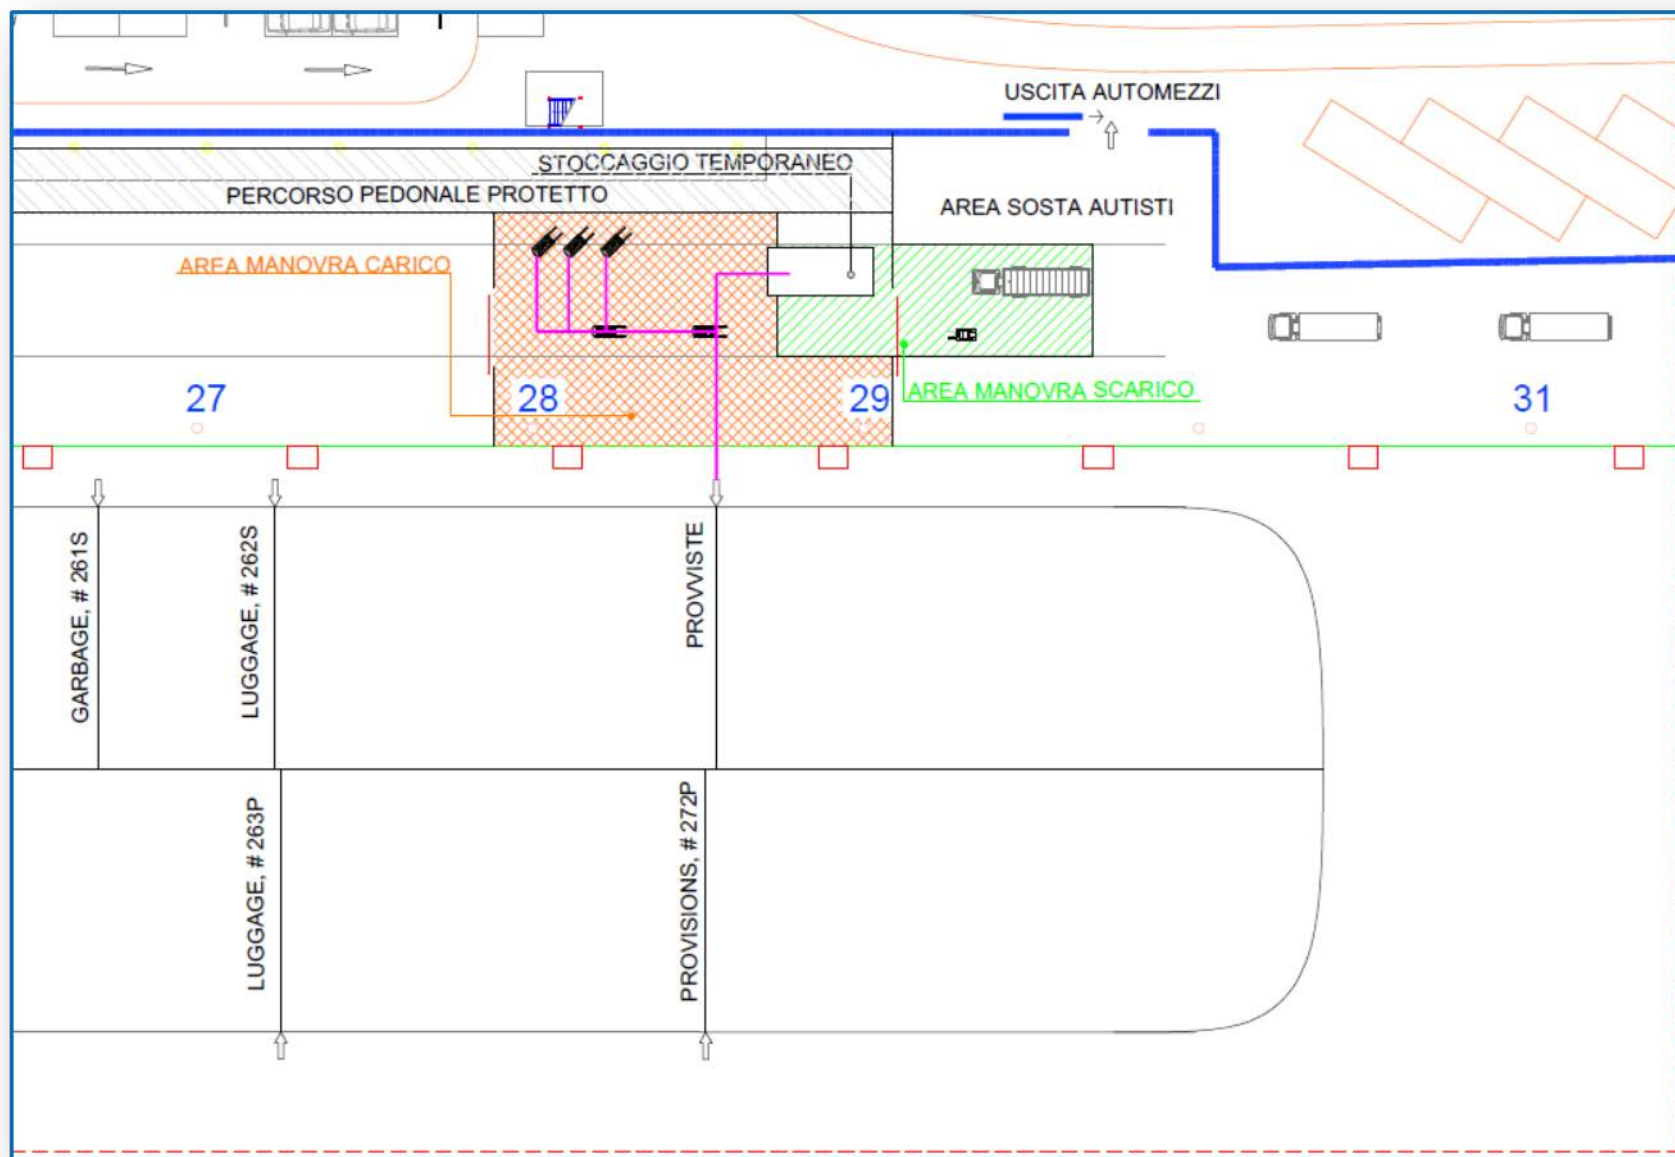 USCITA AUTOMEZZI
STOCCAGGIO TEMPORANEO
PERCORSO PEDONALE PROTETTO
AREA SOSTA AUTISTI
AREA MANOVRA CARICO
27
28
29
AREA MANOVRA SCARICO
31
GARBAGE, # 261S
LUGGAGE, # 262S
PROVVISTE
LUGGAGE, # 263P
PROVISIONS, # 272P